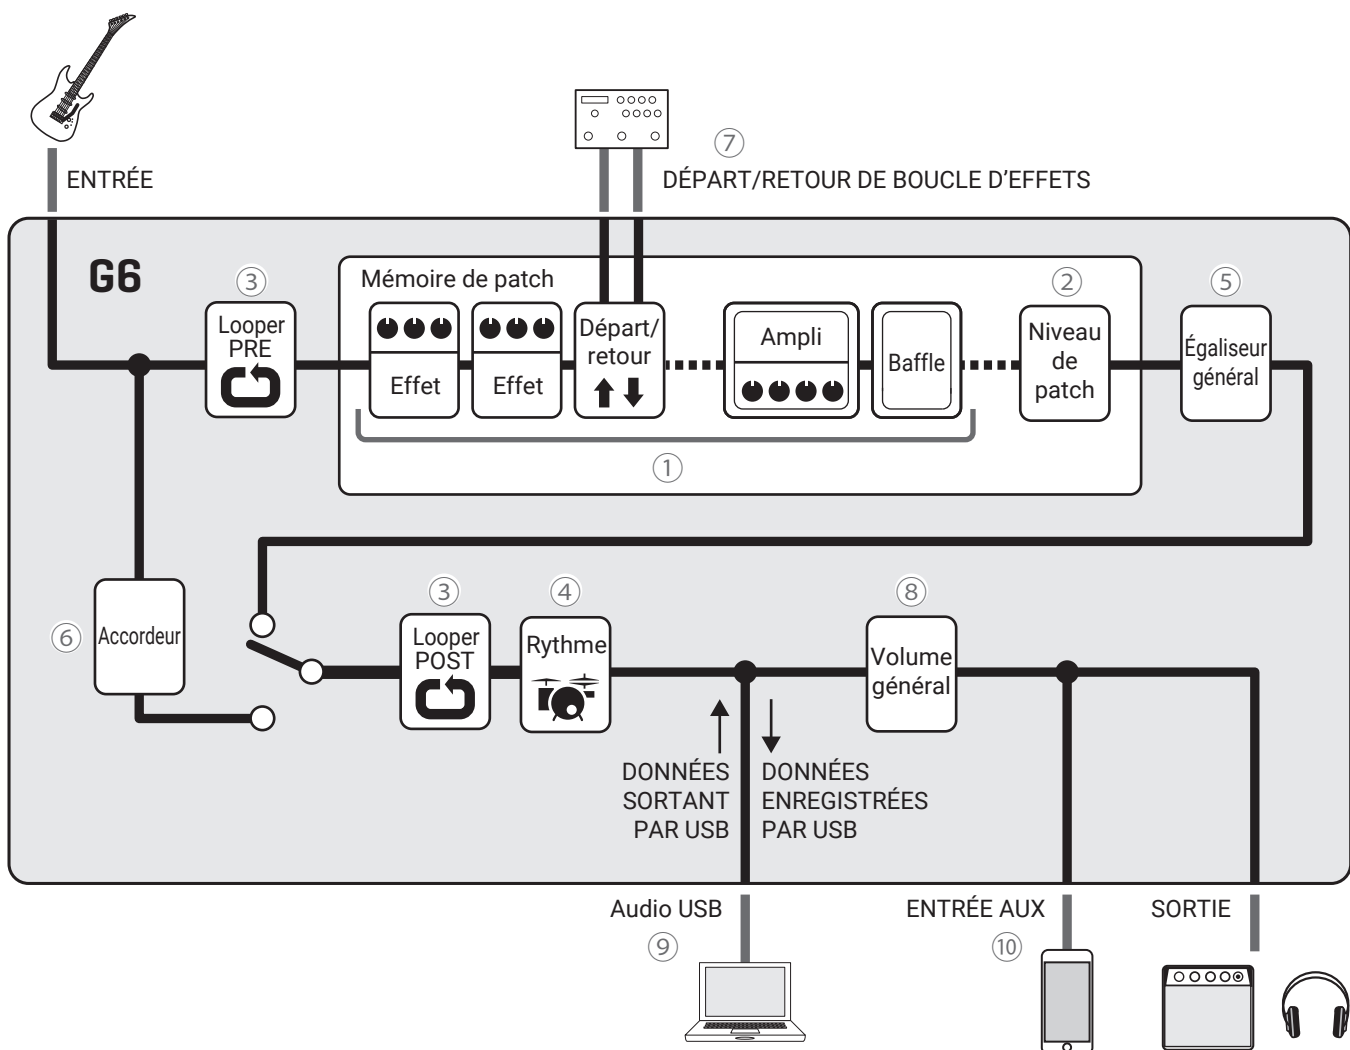 ENTRÉE
⑦
DÉPART/RETOUR DE BOUCLE D’EFFETS
G6
③
Looper
PRE
Mémoire de patch
Effet
Effet
Départ/
retour
Ampli
Baffle
②
Niveau
de
patch
⑤
Égaliseur
général
①
⑥
Accordeur
③
Looper
POST
④
Rythme
⑧
Volume
général
DONNÉES
SORTANT
PAR USB
DONNÉES
ENREGISTRÉES
PAR USB
Audio USB
⑨
ENTRÉE AUX
⑩
SORTIE